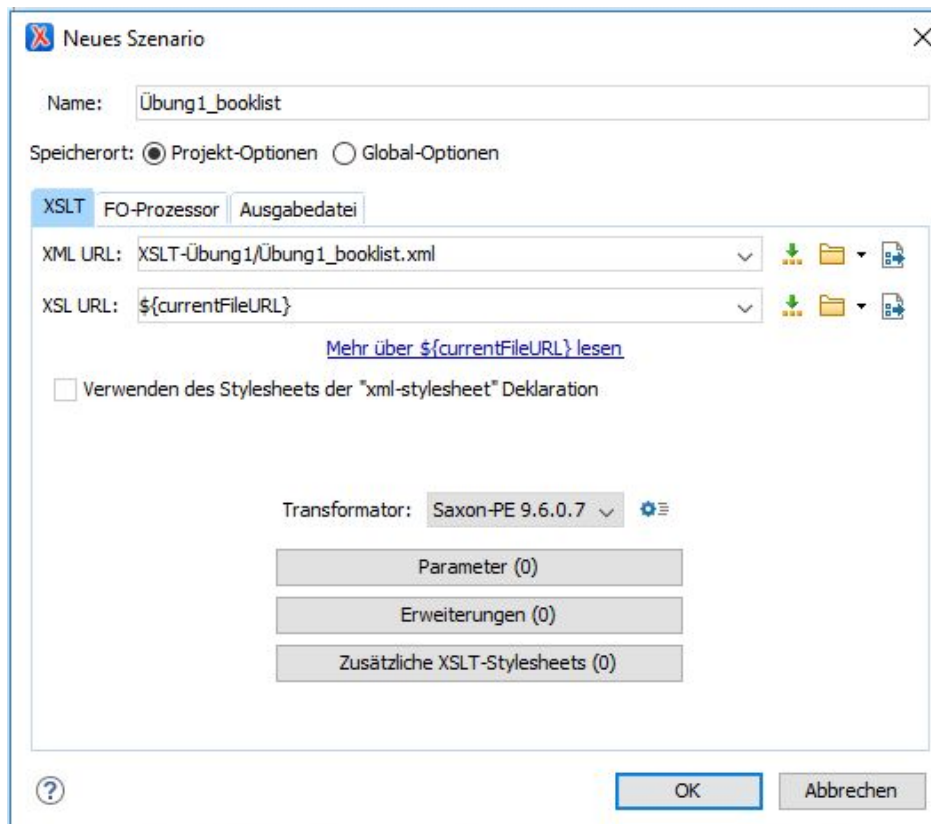 Neues Szenario
Name: Übung1_booklist
Speicherort: Projekt-Optionen Global-Optionen
XSLT FO-Prozessor Ausgabedatei
XML URL: XSLT-Übung1/Übung1_booklist.xml
XSL URL: ${currentFileURL}
Mehr über ${currentFileURL} lesen
Verwenden des Stylesheets der "xml-stylesheet" Deklaration
Transformator: Saxon-PE 9.6.0.7
Parameter (0)
Erweiterungen (0)
Zusätzliche XSLT-Stylesheets (0)
? OK Abbrechen